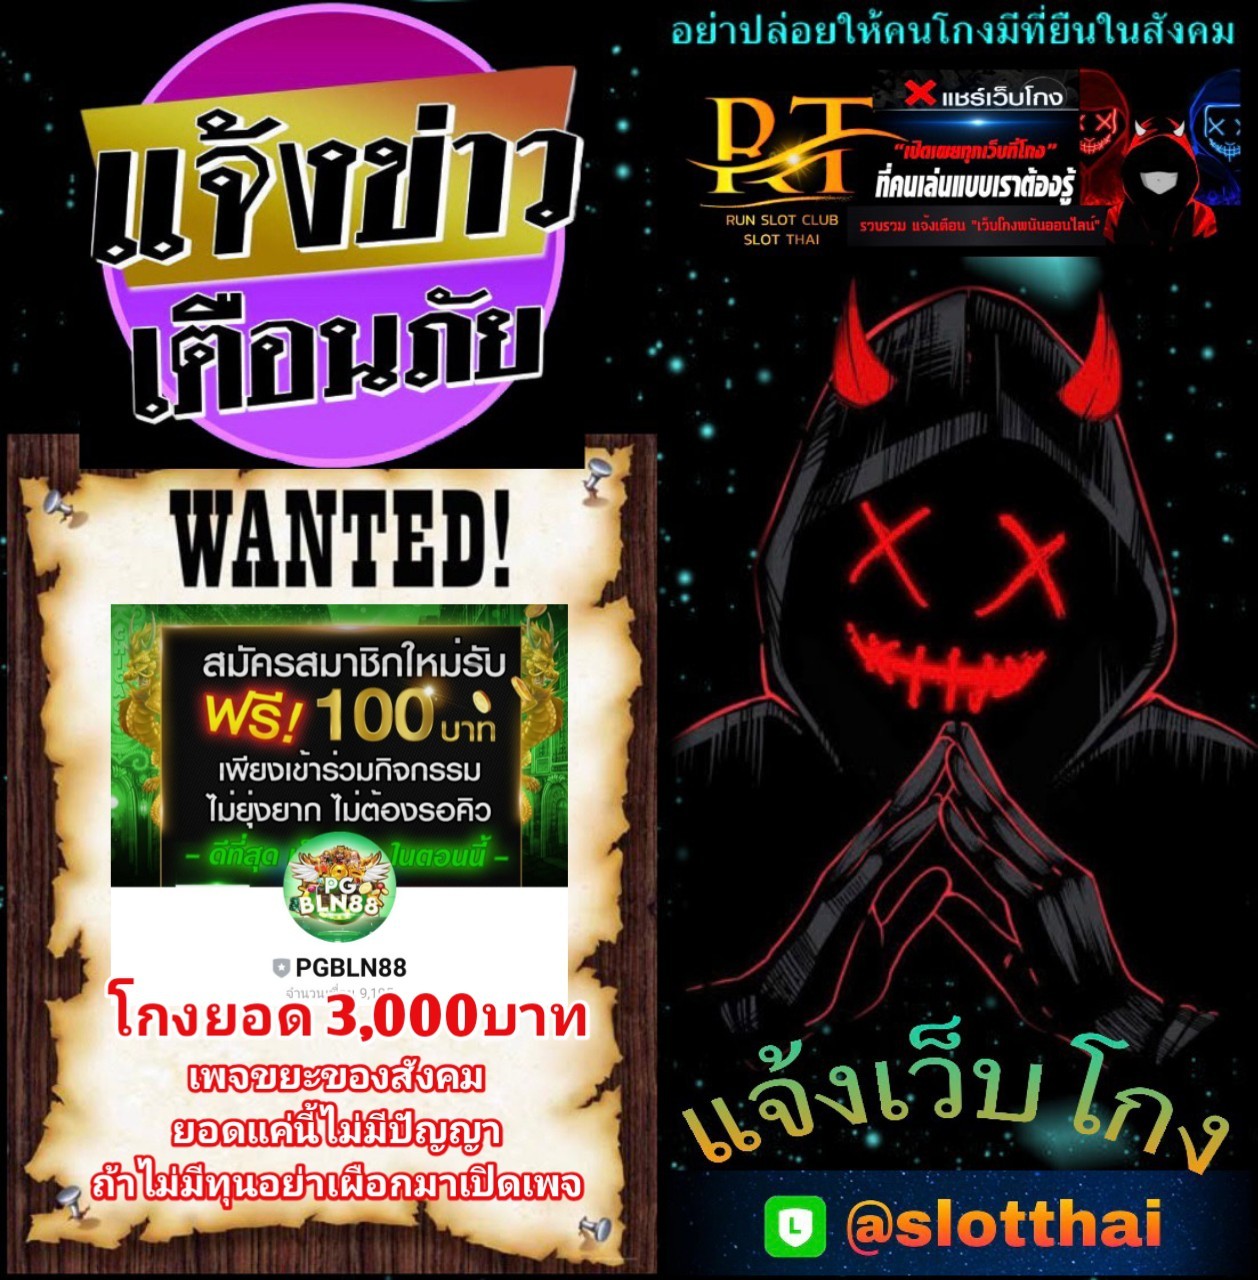 แจ้งข่าว
เตือนภัย
WANTED!
สมัครสมาชิกใหม่รับ
ฟรี! 100 บาท
เพียงเข้าร่วมกิจกรรม
ไม่ยุ่งยาก ไม่ต้องรอคิว
- ดีที่สุด ในตอนนี้ -
PG
BLN88
PGBLN88
จำนวนเพื่อน 9,195
โกงยอด 3,000บาท
เพจขยะของสังคม
ยอดแค่นี้ไม่มีปัญญา
ถ้าไม่มีทุนอย่าเผือกมาเปิดเพจ
อย่าปล่อยให้คนโกงมีที่ยืนในสังคม
RT
RUN SLOT CLUB
SLOT THAI
แชร์เว็บโกง
"เปิดเผยทุกเว็บที่โกง"
ที่คนเล่นแบบเราต้องรู้
รวบรวม แจ้งเตือน "เว็บโกงพนันออนไลน์"
แจ้งเว็บโกง
L @slotthai